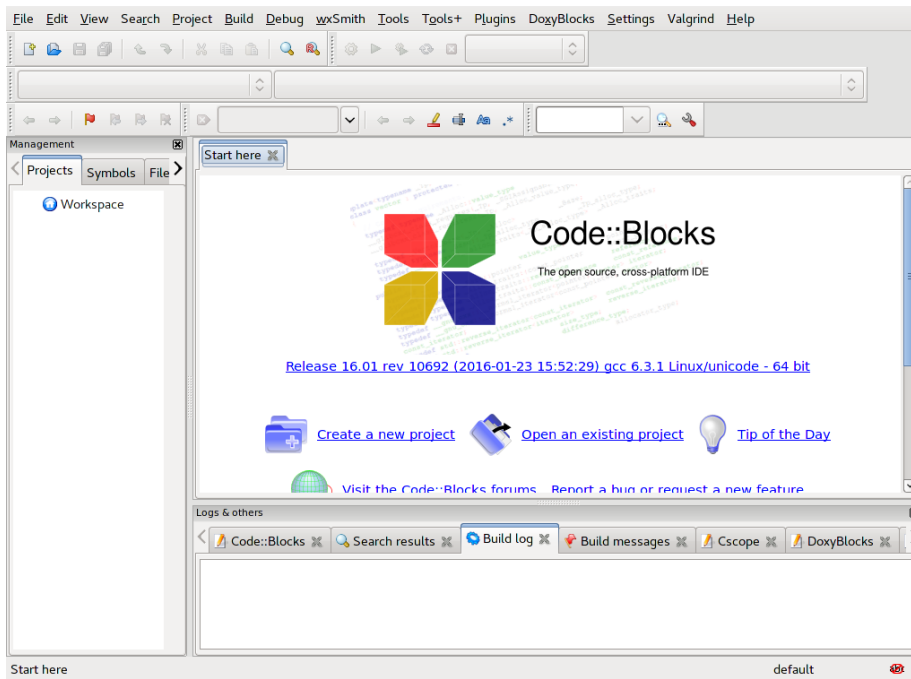 File Edit View Search Project Build Debug wxSmith Tools Tools+ Plugins DoxyBlocks Settings Valgrind Help
Management
Projects Symbols File
Workspace
Start here
Code::Blocks
The open source, cross-platform IDE
Release 16.01 rev 10692 (2016-01-23 15:52:29) gcc 6.3.1 Linux/unicode - 64 bit
Create a new project Open an existing project Tip of the Day
Visit the Code::Blocks forums Report a bug or request a new feature
Logs & others
Code::Blocks Search results Build log Build messages Cscope DoxyBlocks
Start here default